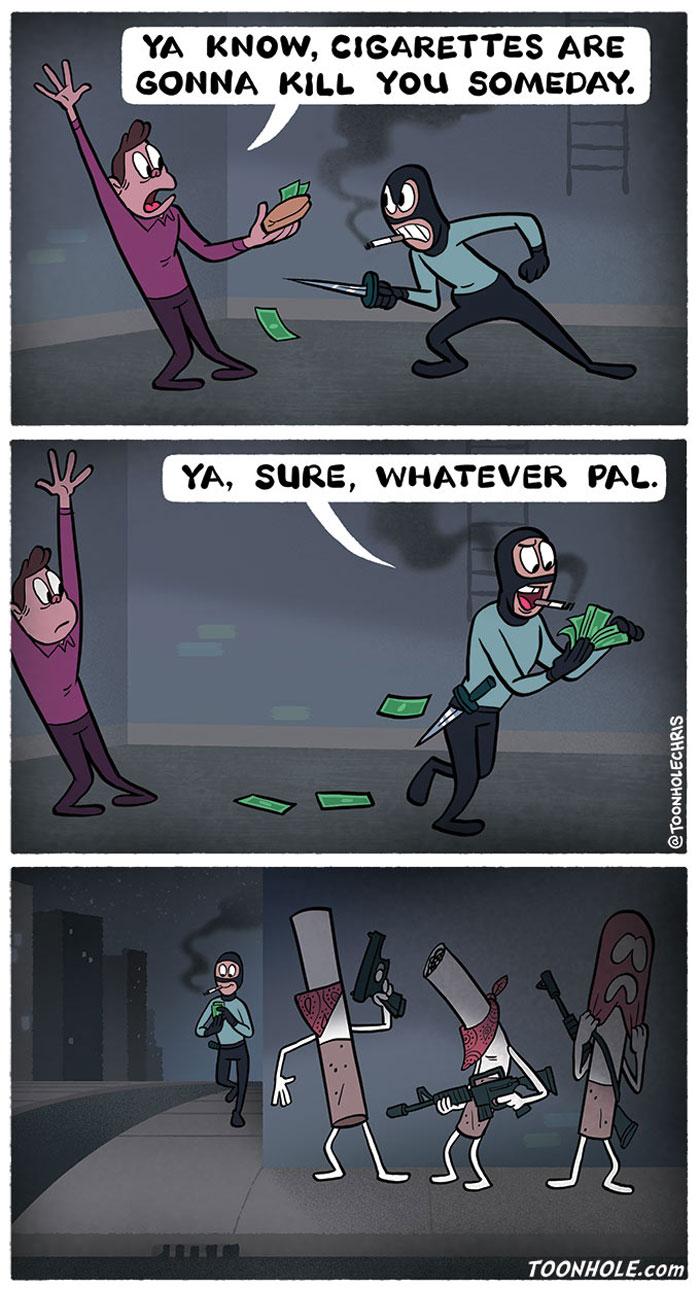 YA KNOW, CIGARETTES ARE
GONNA KILL YOU SOMEDAY.
YA, SURE, WHATEVER PAL.
@TOONHOLECHRIS
TOONHOLE.com